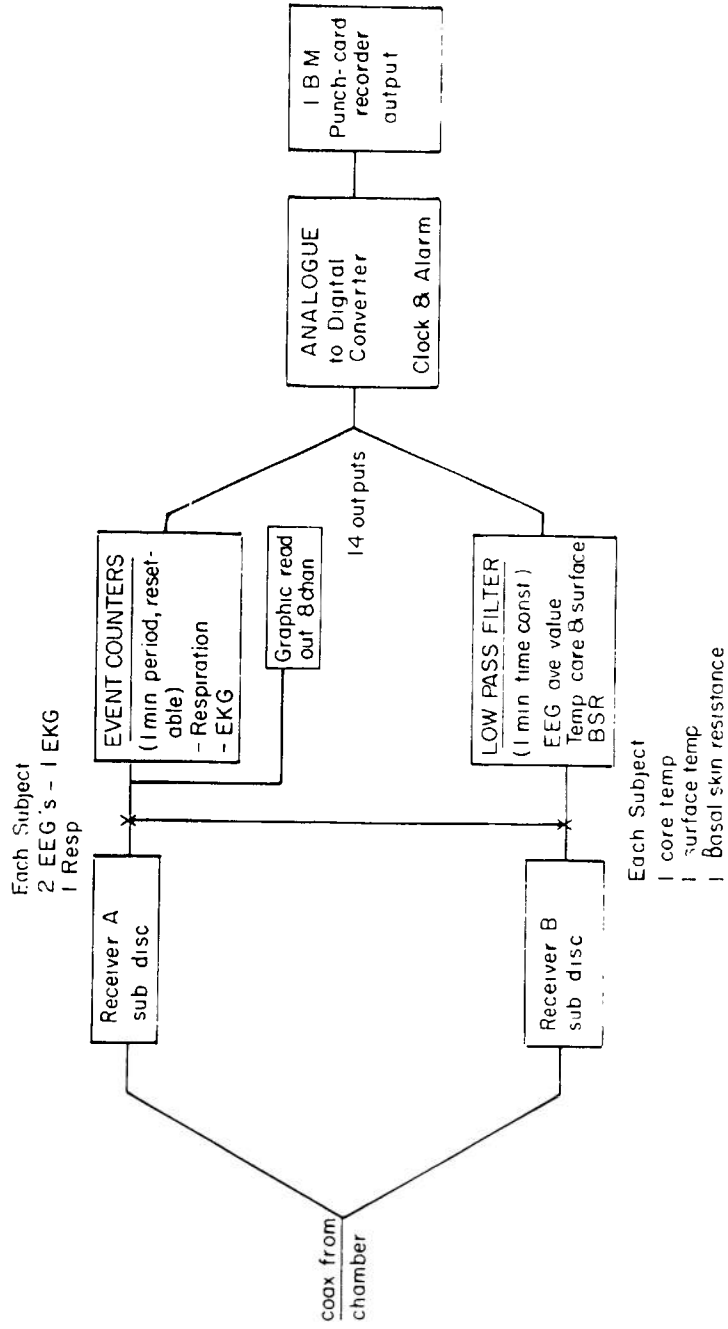 coax from
chamber
Receiver A
sub disc
Receiver B
sub disc
Each Subject
2 EEG's - 1 EKG
1 Resp
EVENT COUNTERS
(1 min period, reset-
able)
- Respiration
- EKG
Graphic read
out 8chan
LOW PASS FILTER
(1 min time const)
EEG ave value
Temp care & surface
BSR
Each Subject
1 core temp
1 surface temp
1 Basal skin resistance
14 outputs
ANALOGUE
to Digital
Converter
Clock & Alarm
IBM
Punch-card
recorder
output